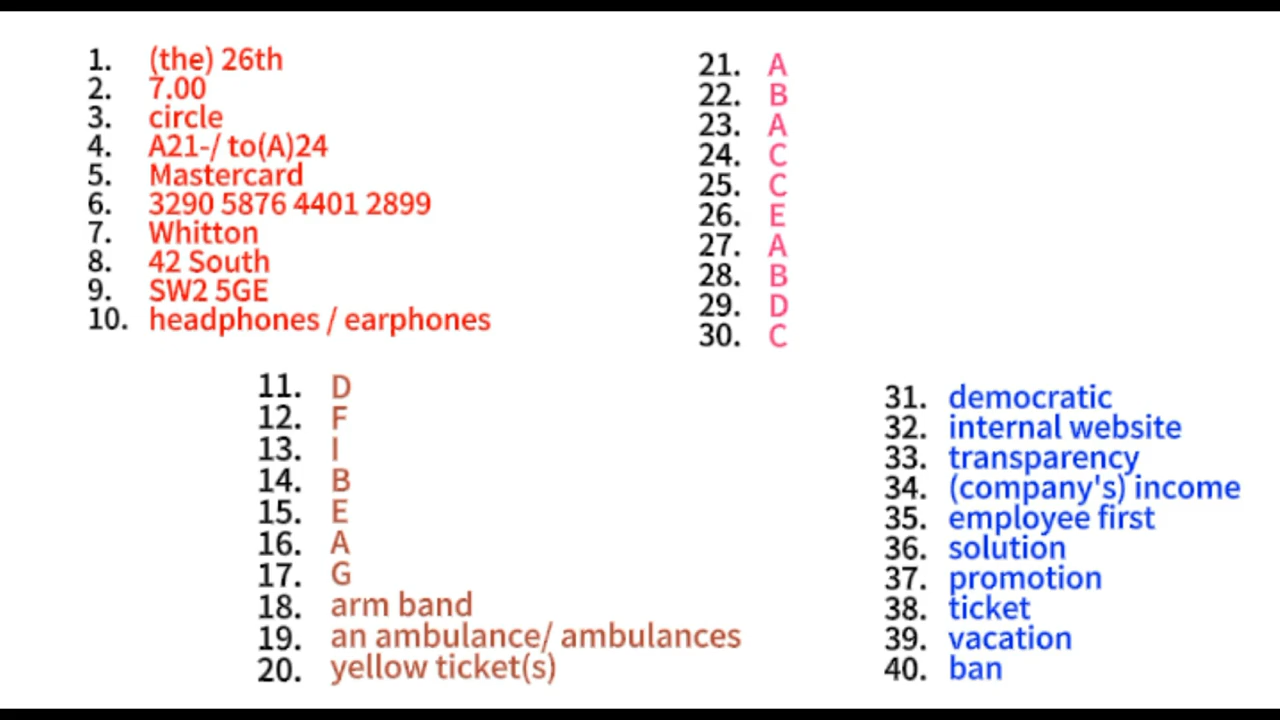 1. (the) 26th
2. 7.00
3. circle
4. A21-/ to(A)24
5. Mastercard
6. 3290 5876 4401 2899
7. Whitton
8. 42 South
9. SW2 5GE
10. headphones / earphones
11. D
12. F
13. I
14. B
15. E
16. A
17. G
18. arm band
19. an ambulance/ ambulances
20. yellow ticket(s)
21. A
22. B
23. A
24. C
25. C
26. E
27. A
28. B
29. D
30. C
31. democratic
32. internal website
33. transparency
34. (company's) income
35. employee first
36. solution
37. promotion
38. ticket
39. vacation
40. ban